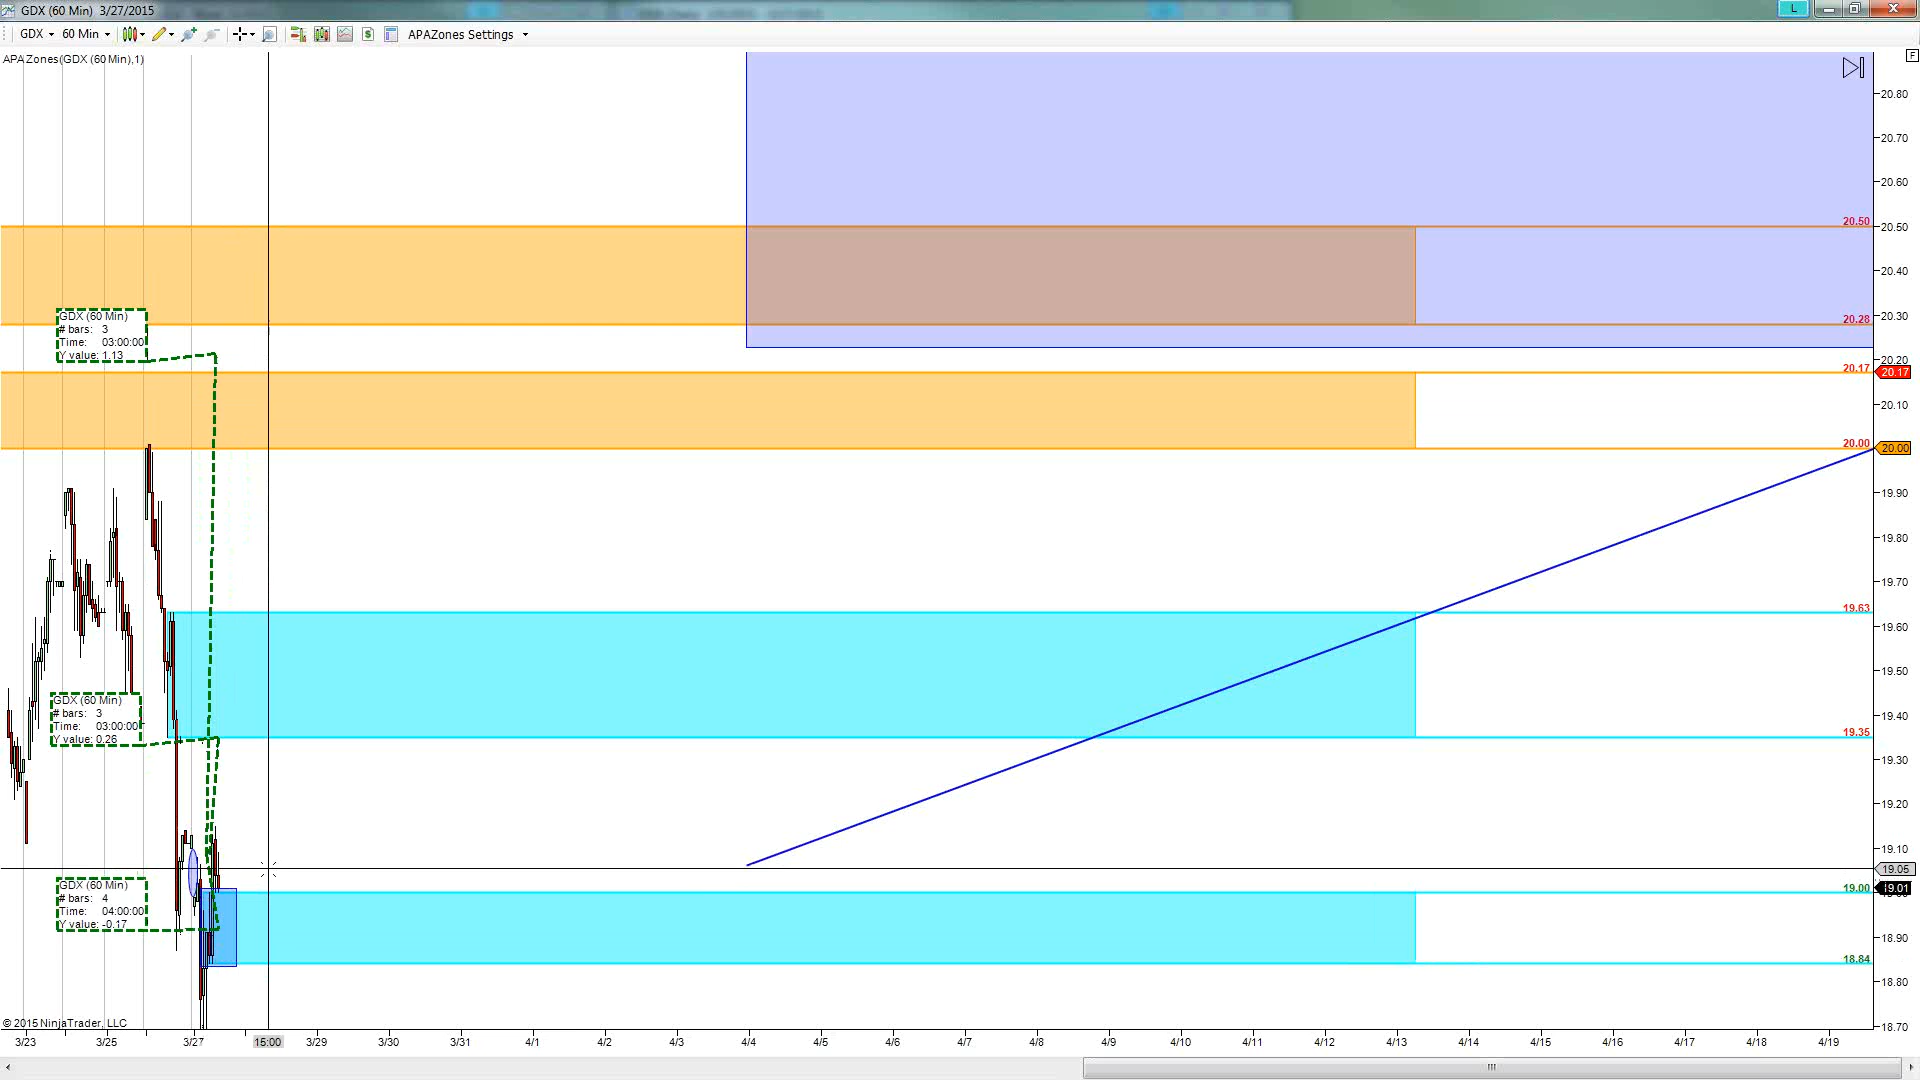 GDX (60 Min)  3/27/2015
L
GDX 60 Min APAZones Settings
APAZones(GDX (60 Min),1)
F
20.80
20.70
20.60
20.50 20.50
20.40
20.28 20.30
20.20
20.17 20.17
20.10
20.00 20.00
19.90
19.80
19.70
19.63
19.60
19.50
19.40
19.35
19.30
19.20
19.10
19.05
19.00 19.01
18.90
18.84
18.80
18.70
GDX (60 Min)
# bars: 3
Time: 03:00:00
Y value: 1.13
GDX (60 Min)
# bars: 3
Time: 03:00:00
Y value: 0.26
GDX (60 Min)
# bars: 4
Time: 04:00:00
Y value: -0.17
© 2015 NinjaTrader, LLC
3/23 3/25 3/27 15:00 3/29 3/30 3/31 4/1 4/2 4/3 4/4 4/5 4/6 4/7 4/8 4/9 4/10 4/11 4/12 4/13 4/14 4/15 4/16 4/17 4/18 4/19